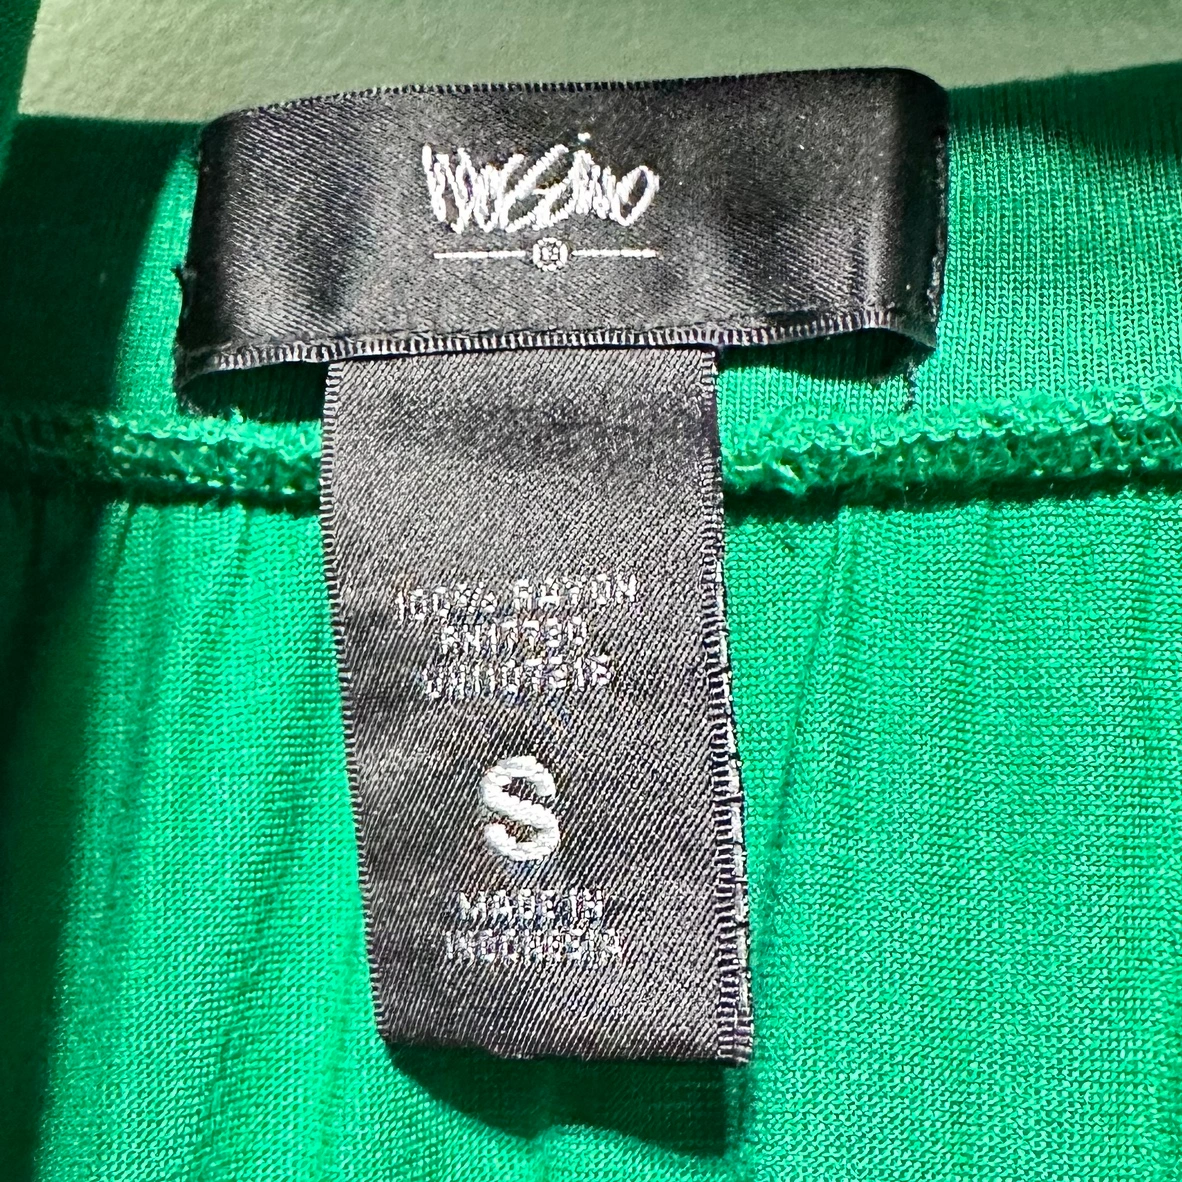 Mossimo
100% RAYON
KNITTED
S
MADE IN
INDONESIA